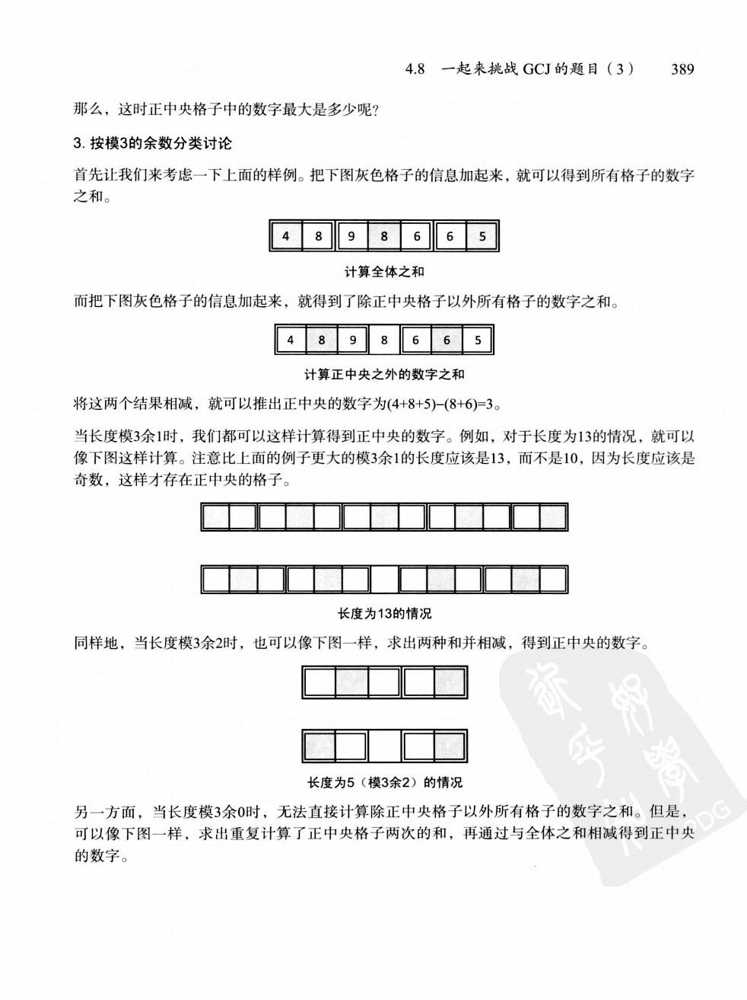 4.8 一起来挑战 GCJ 的题目（3） 389
那么，这时正中央格子中的数字最大是多少呢？
3. 按模3的余数分类讨论
首先让我们来考虑一下上面的样例。把下图灰色格子的信息加起来，就可以得到所有格子的数字
之和。
4 8 9 8 6 6 5
计算全体之和
而把下图灰色格子的信息加起来，就得到了除正中央格子以外所有格子的数字之和。
4 8 9 8 6 6 5
计算正中央之外的数字之和
将这两个结果相减，就可以推出正中央的数字为(4+8+5)–(8+6)=3。
当长度模3余1时，我们都可以这样计算得到正中央的数字。例如，对于长度为13的情况，就可以
像下图这样计算。注意比上面的例子更大的模3余1的长度应该是13，而不是10，因为长度应该是
奇数，这样才存在正中央的格子。
长度为13的情况
同样地，当长度模3余2时，也可以像下图一样，求出两种和并相减，得到正中央的数字。
长度为5（模3余2）的情况
另一方面，当长度模3余0时，无法直接计算除正中央格子以外所有格子的数字之和。但是，
可以像下图一样，求出重复计算了正中央格子两次的和，再通过与全体之和相减得到正中央
的数字。
PDG